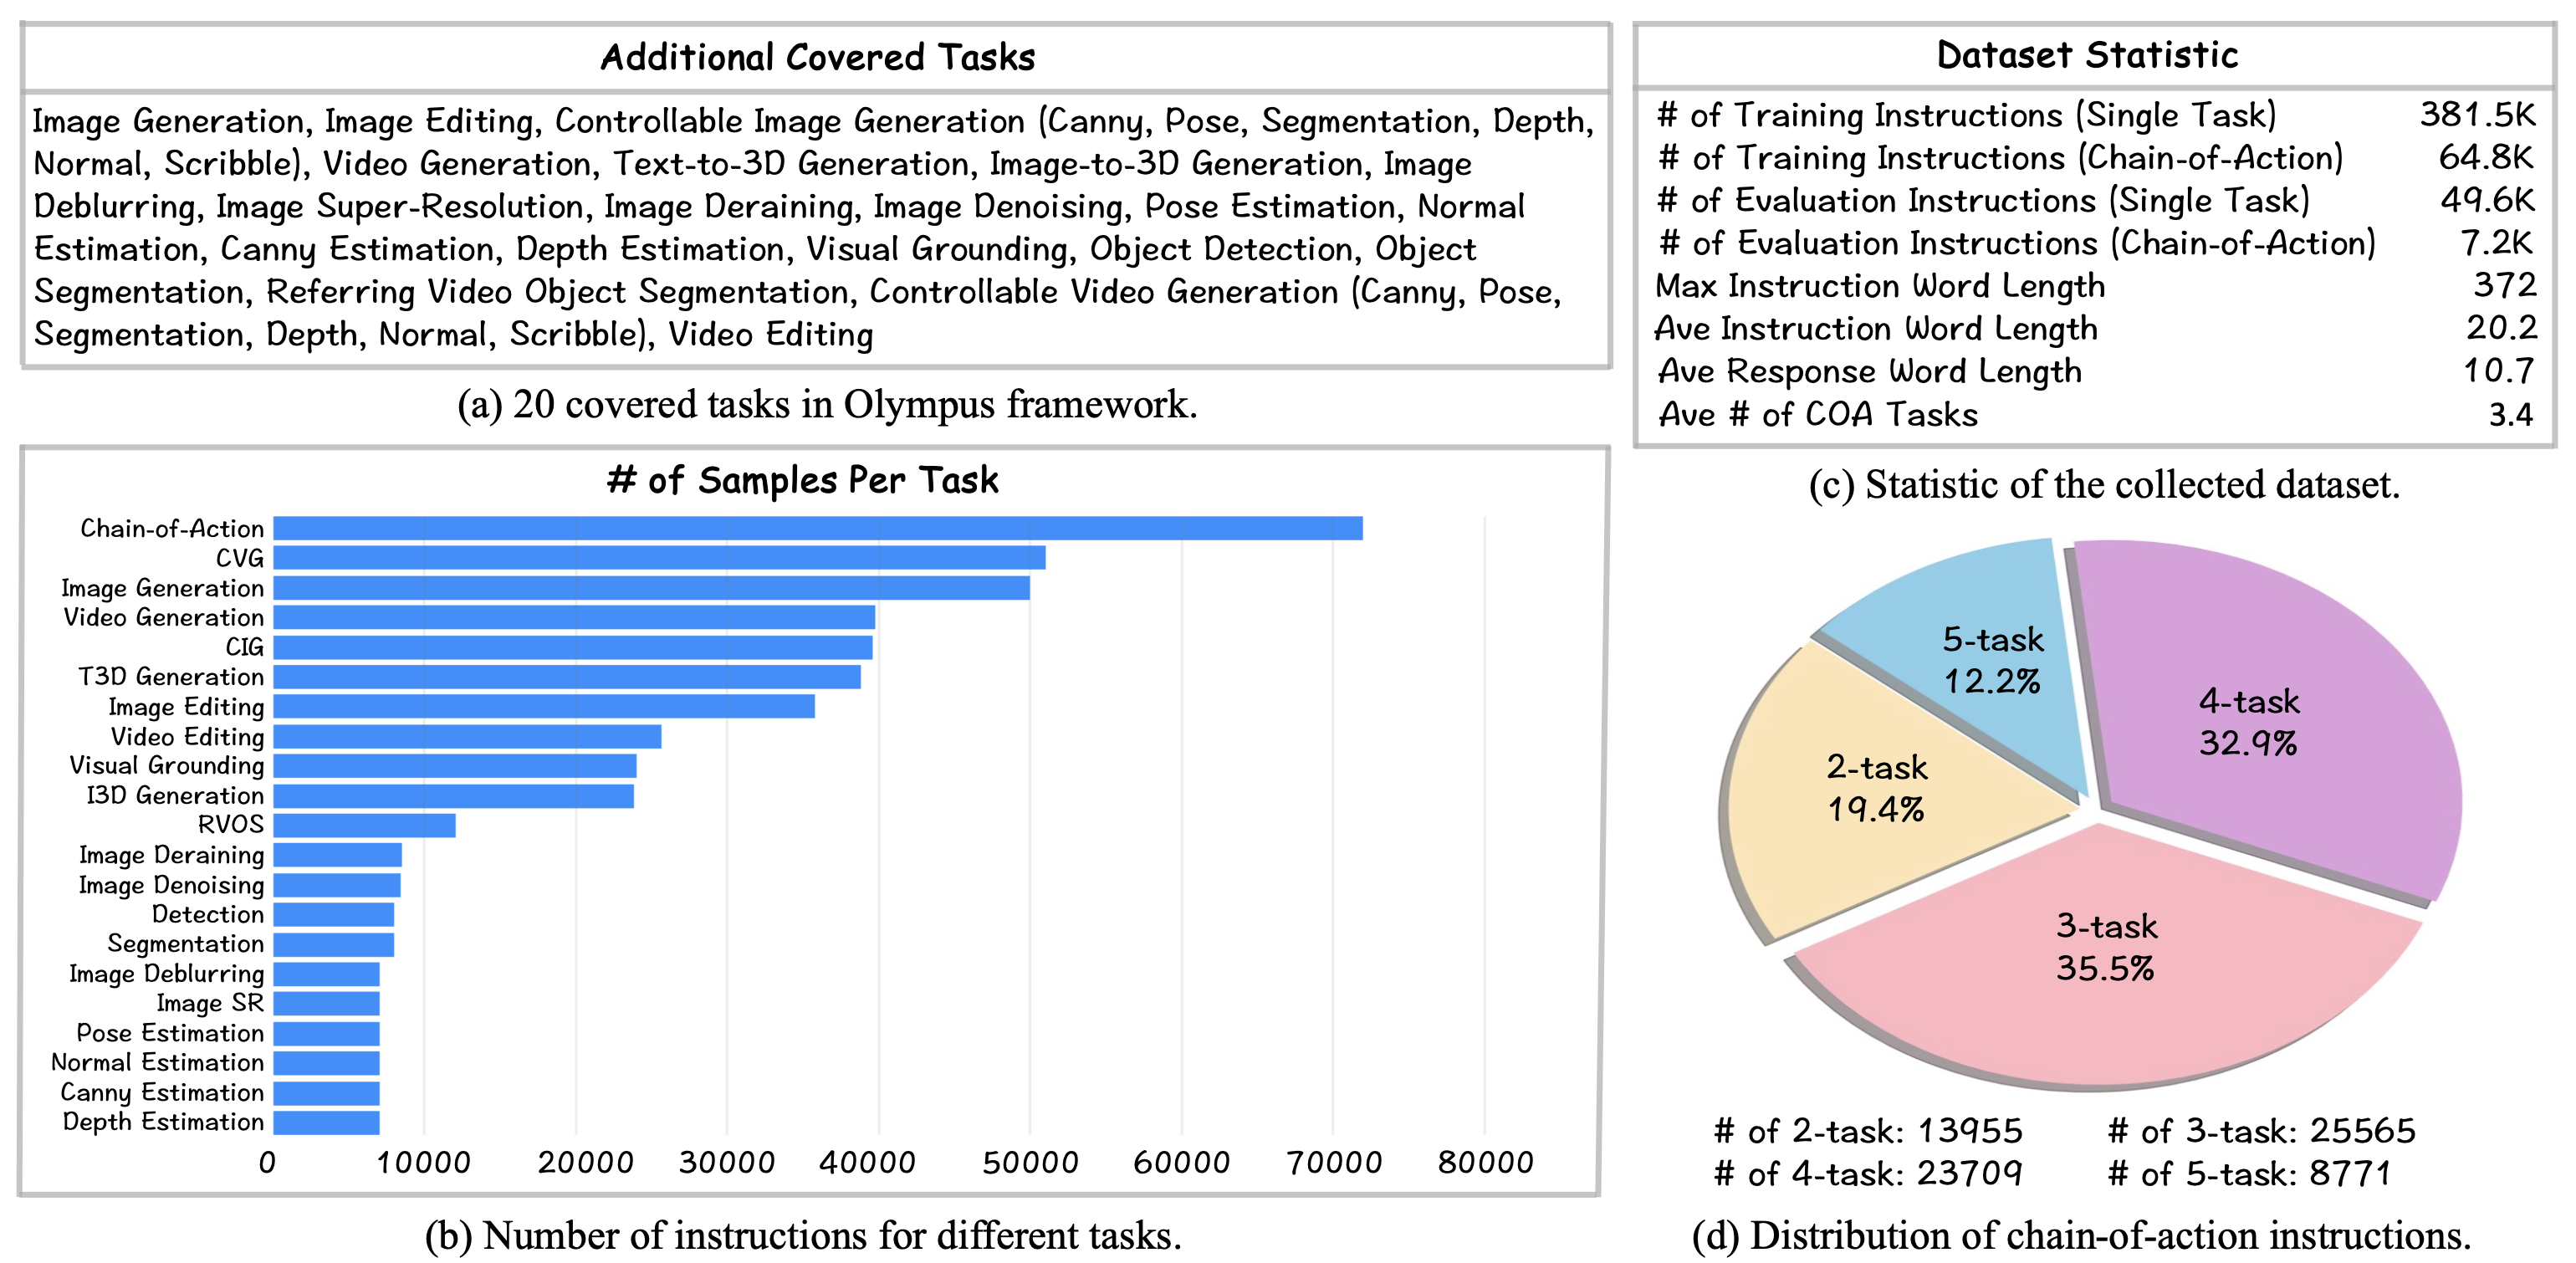 Additional Covered Tasks
Image Generation, Image Editing, Controllable Image Generation (Canny, Pose, Segmentation, Depth,
Normal, Scribble), Video Generation, Text-to-3D Generation, Image-to-3D Generation, Image
Deblurring, Image Super-Resolution, Image Deraining, Image Denoising, Pose Estimation, Normal
Estimation, Canny Estimation, Depth Estimation, Visual Grounding, Object Detection, Object
Segmentation, Referring Video Object Segmentation, Controllable Video Generation (Canny, Pose,
Segmentation, Depth, Normal, Scribble), Video Editing
(a) 20 covered tasks in Olympus framework.
# of Samples Per Task
Chain-of-Action
CVG
Image Generation
Video Generation
CIG
T3D Generation
Image Editing
Video Editing
Visual Grounding
I3D Generation
RVOS
Image Deraining
Image Denoising
Detection
Segmentation
Image Deblurring
Image SR
Pose Estimation
Normal Estimation
Canny Estimation
Depth Estimation
0 10000 20000 30000 40000 50000 60000 70000 80000
(b) Number of instructions for different tasks.
Dataset Statistic
# of Training Instructions (Single Task) 381.5K
# of Training Instructions (Chain-of-Action) 64.8K
# of Evaluation Instructions (Single Task) 49.6K
# of Evaluation Instructions (Chain-of-Action) 7.2K
Max Instruction Word Length 372
Ave Instruction Word Length 20.2
Ave Response Word Length 10.7
Ave # of COA Tasks 3.4
(c) Statistic of the collected dataset.
5-task
12.2%
4-task
32.9%
2-task
19.4%
3-task
35.5%
# of 2-task: 13955 # of 3-task: 25565
# of 4-task: 23709 # of 5-task: 8771
(d) Distribution of chain-of-action instructions.